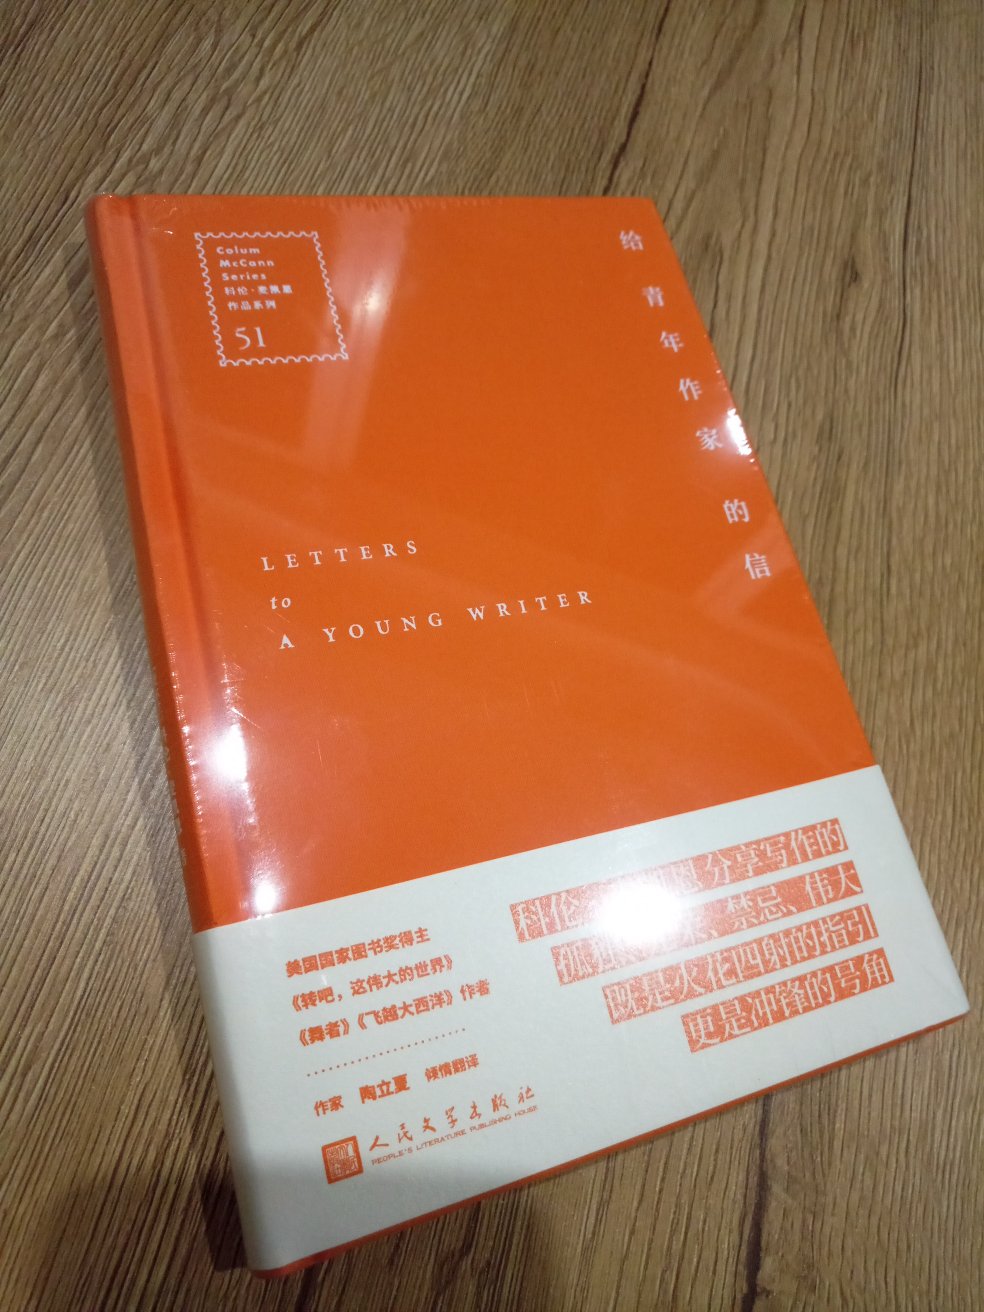 Colum
McCann
Series
科伦·麦凯恩
作品系列
51
给青年作家的信
LETTERS
to
A YOUNG WRITER
科伦 恩分享写作的
孤独、 、禁忌、伟大
既是火花四射的指引
更是冲锋的号角
美国国家图书奖得主
《转吧，这伟大的世界》
《舞者》《飞越大西洋》作者
作家 陶立夏 倾情翻译
人民文学出版社
PEOPLE'S LITERATURE PUBLISHING HOUSE